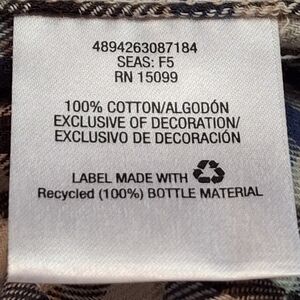 4894263087184
SEAS: F5
RN 15099
100% COTTON/ALGODÓN
EXCLUSIVE OF DECORATION/
EXCLUSIVO DE DECORACIÓN
LABEL MADE WITH
Recycled (100%) BOTTLE MATERIAL